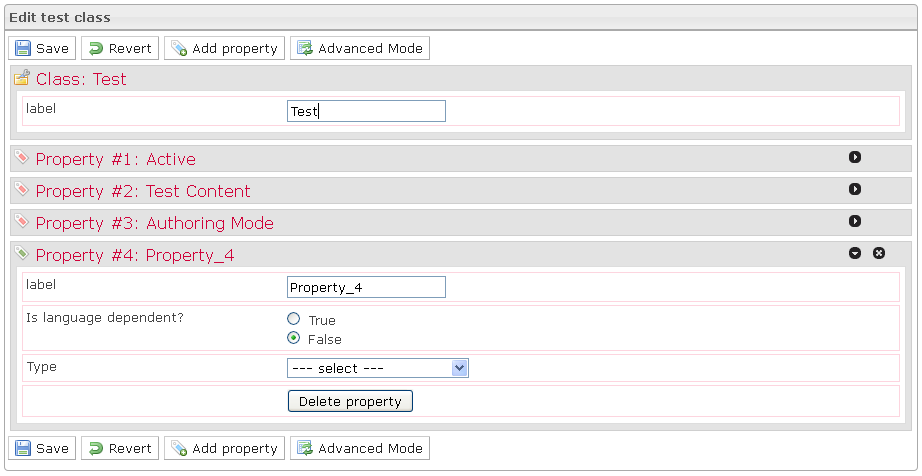 Edit test class
Save Revert Add property Advanced Mode
Class: Test
label Test
Property #1: Active
Property #2: Test Content
Property #3: Authoring Mode
Property #4: Property_4
label Property_4
Is language dependent? True
False
Type --- select ---
Delete property
Save Revert Add property Advanced Mode